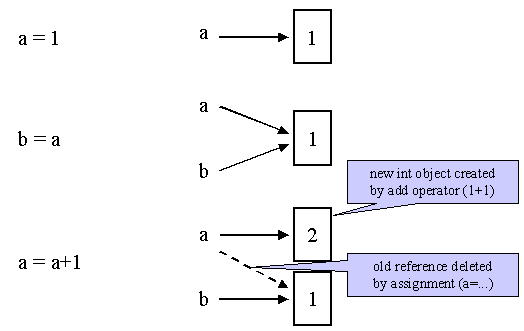 a = 1
a
1
b = a
a
b
1
new int object created
by add operator (1+1)
a = a+1
a
2
b
1
old reference deleted
by assignment (a=...)